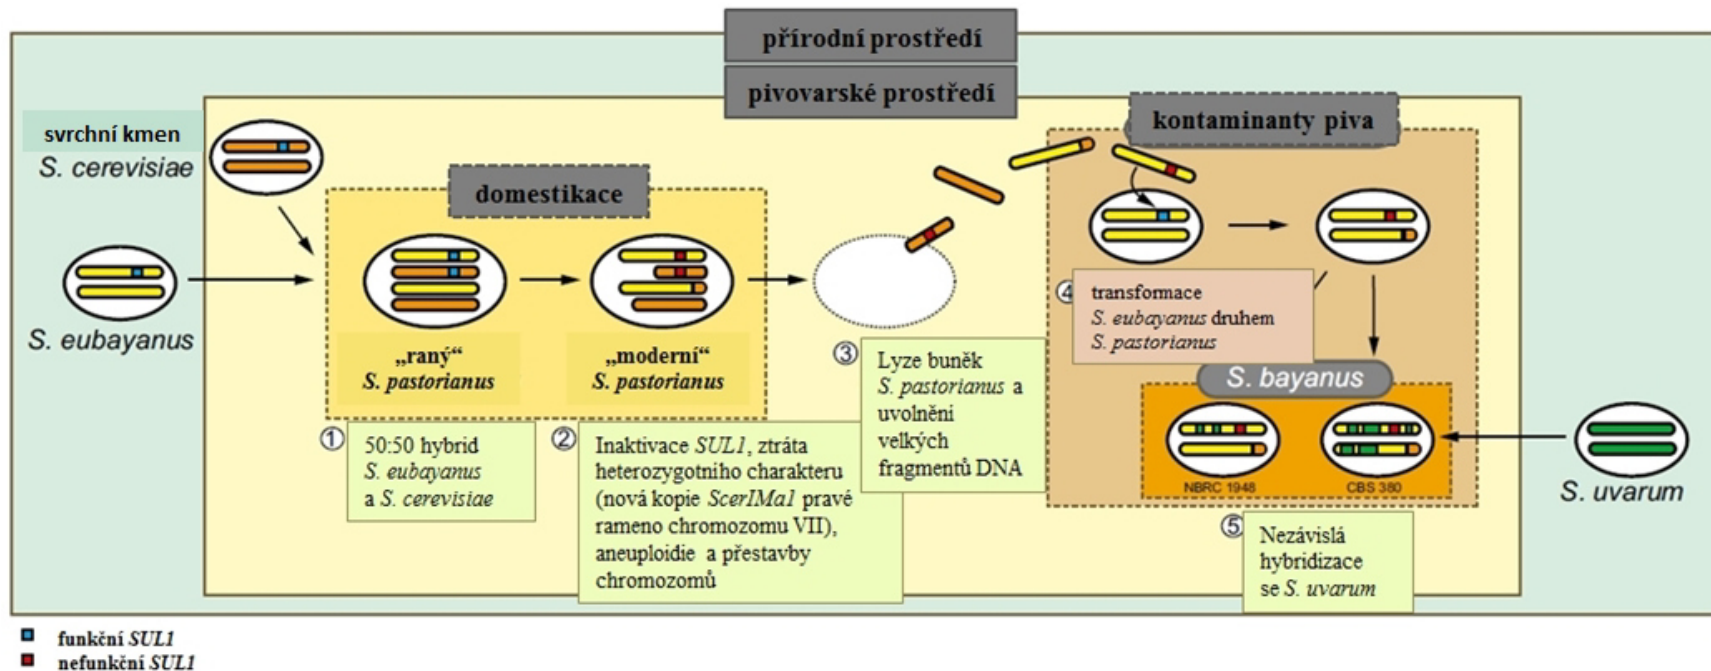 přírodní prostředí
pivovarské prostředí
kontaminanty piva
svrchní kmen
S. cerevisiae
domestikace
S. eubayanus
„raný“
S. pastorianus
„moderní“
S. pastorianus
① 50:50 hybrid
S. eubayanus
a S. cerevisiae
② Inaktivace SUL1, ztráta
heterozygotního charakteru
(nová kopie ScerIMa1 pravé
rameno chromozomu VII),
aneuploidie a přestavby
chromozomů
③ Lyze buněk
S. pastorianus a
uvolnění
velkých
fragmentů DNA
④ transformace
S. eubayanus druhem
S. pastorianus
S. bayanus
NBRC 1948
CBS 380
S. uvarum
⑤ Nezávislá
hybridizace
se S. uvarum
funkční SUL1
nefunkční SUL1